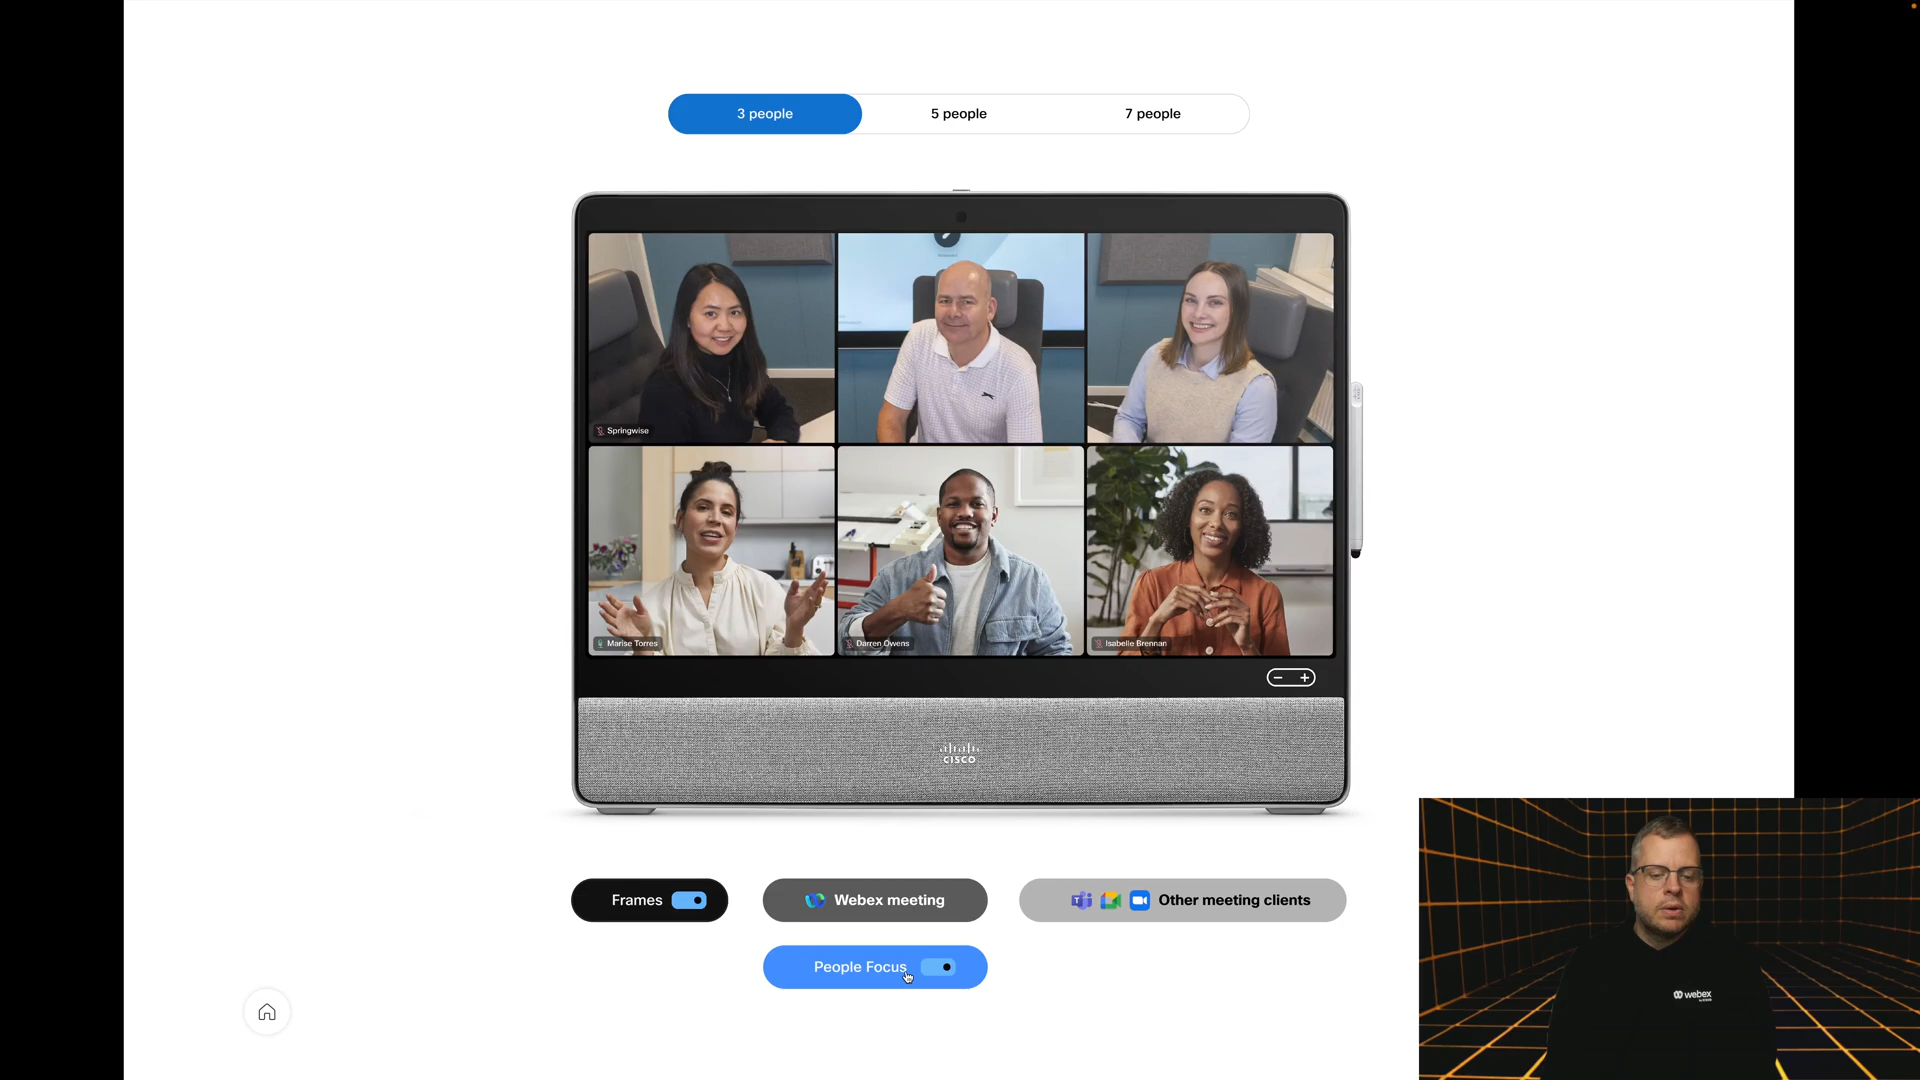 3 people
5 people
7 people
Springwise
Marise Torres
Darren Owens
Isabelle Brennan
CISCO
Frames
Webex meeting
Other meeting clients
People Focus
webex